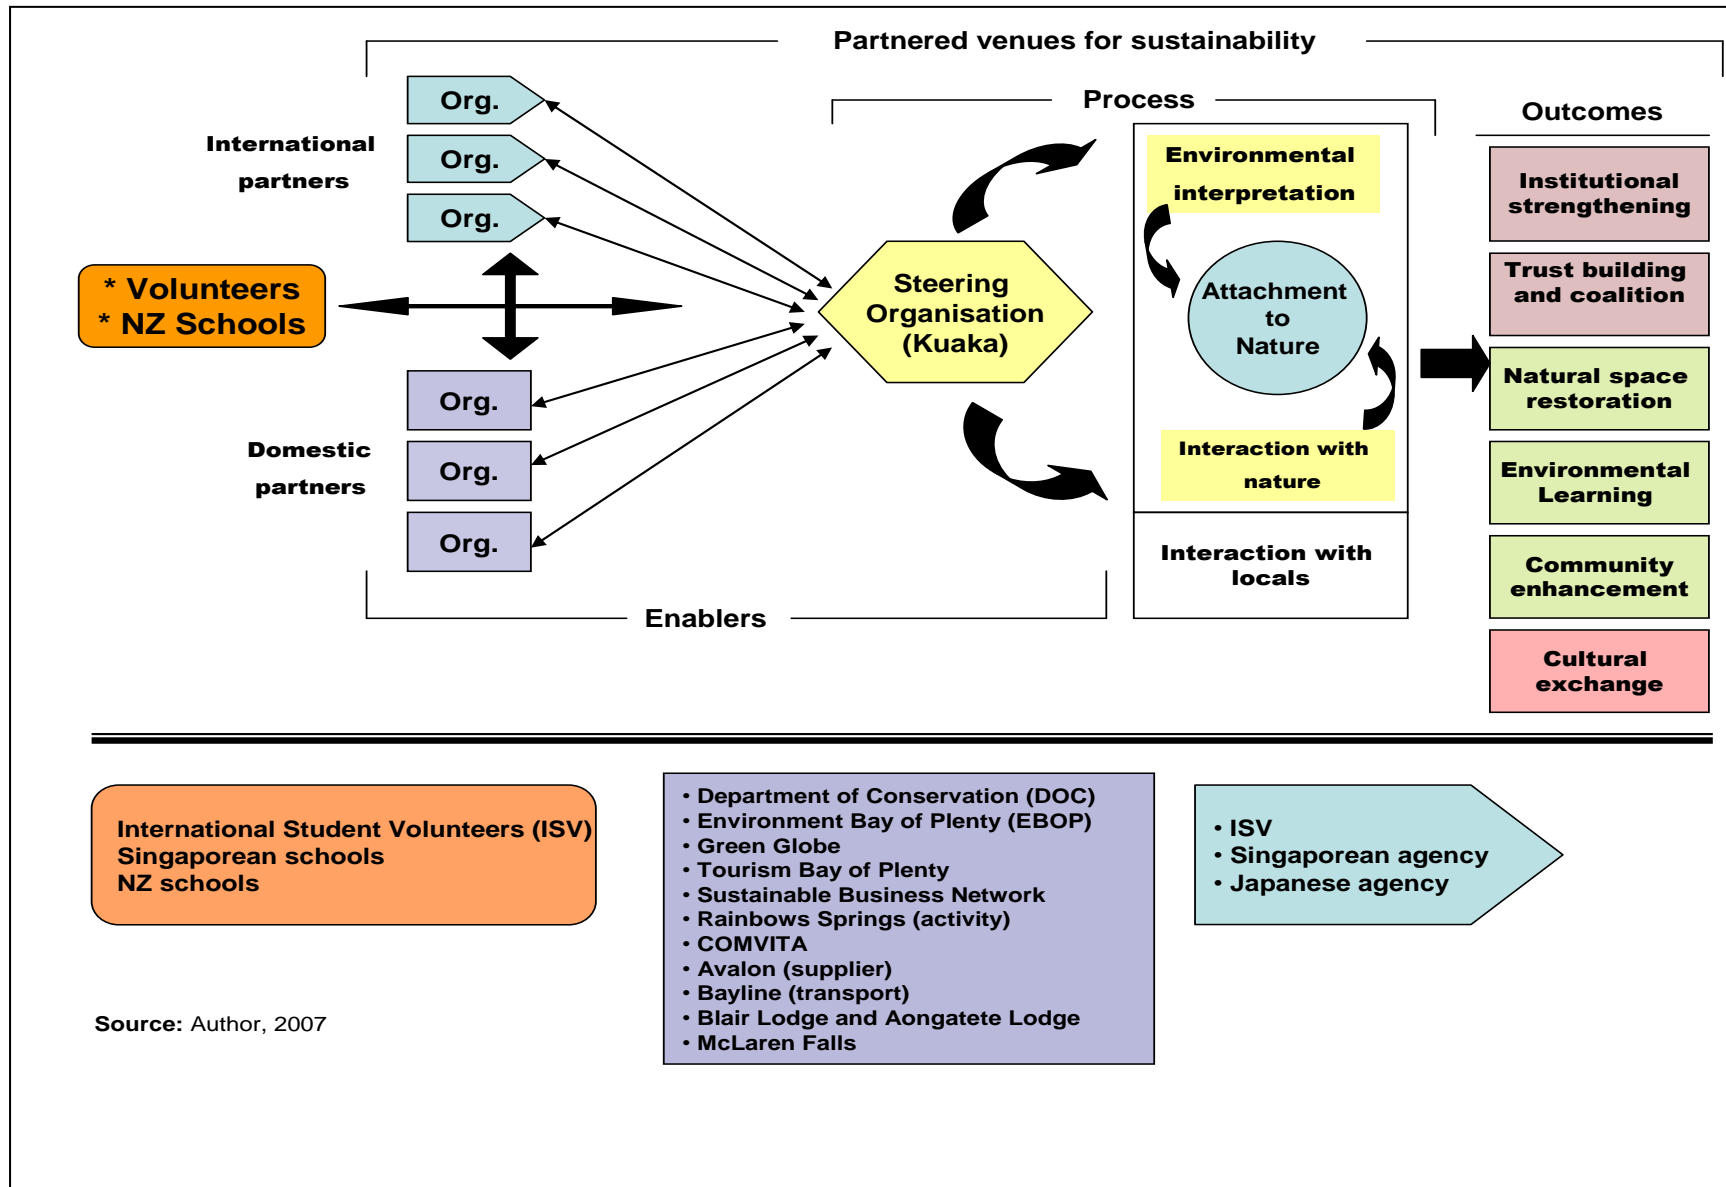 Partnered venues for sustainability
Process
Outcomes
International
partners
Org.
Org.
Org.
* Volunteers
* NZ Schools
Domestic
partners
Org.
Org.
Org.
Enablers
Steering
Organisation
(Kuaka)
Environmental
interpretation
Attachment
to
Nature
Interaction with
nature
Interaction with
locals
Institutional
strengthening
Trust building
and coalition
Natural space
restoration
Environmental
Learning
Community
enhancement
Cultural
exchange
International Student Volunteers (ISV)
Singaporean schools
NZ schools
• Department of Conservation (DOC)
• Environment Bay of Plenty (EBOP)
• Green Globe
• Tourism Bay of Plenty
• Sustainable Business Network
• Rainbows Springs (activity)
• COMVITA
• Avalon (supplier)
• Bayline (transport)
• Blair Lodge and Aongatete Lodge
• McLaren Falls
• ISV
• Singaporean agency
• Japanese agency
Source: Author, 2007